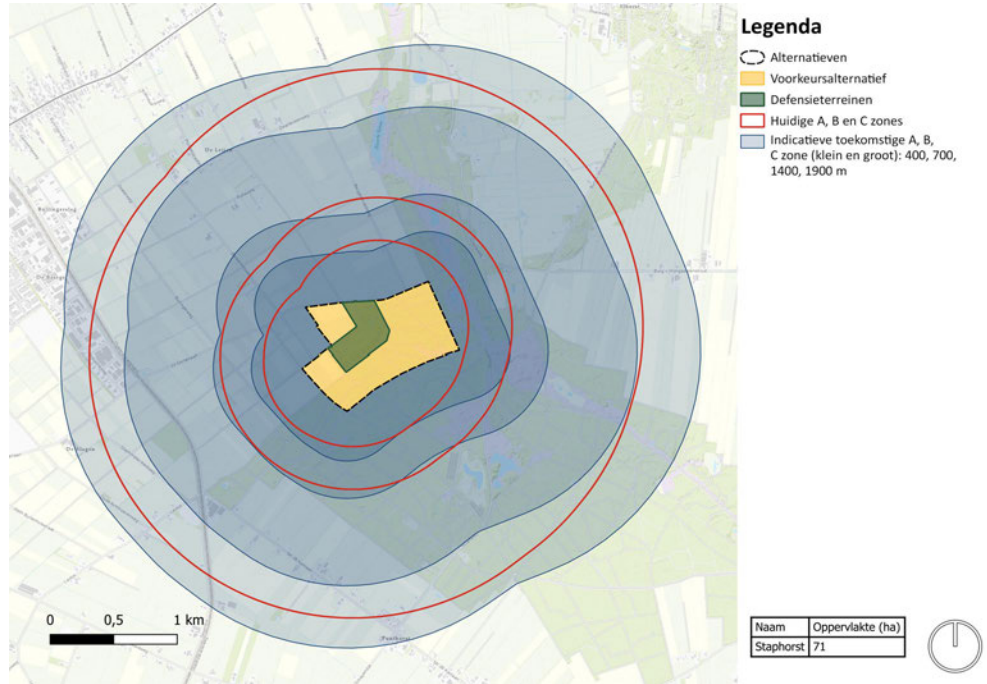 Legenda
Alternatieven
Voorkeursalternatief
Defensieterreinen
Huidige A, B en C zones
Indicatieve toekomstige A, B,
C zone (klein en groot): 400, 700,
1400, 1900 m
0 0,5 1 km
Naam Oppervlakte (ha)
Staphorst 71